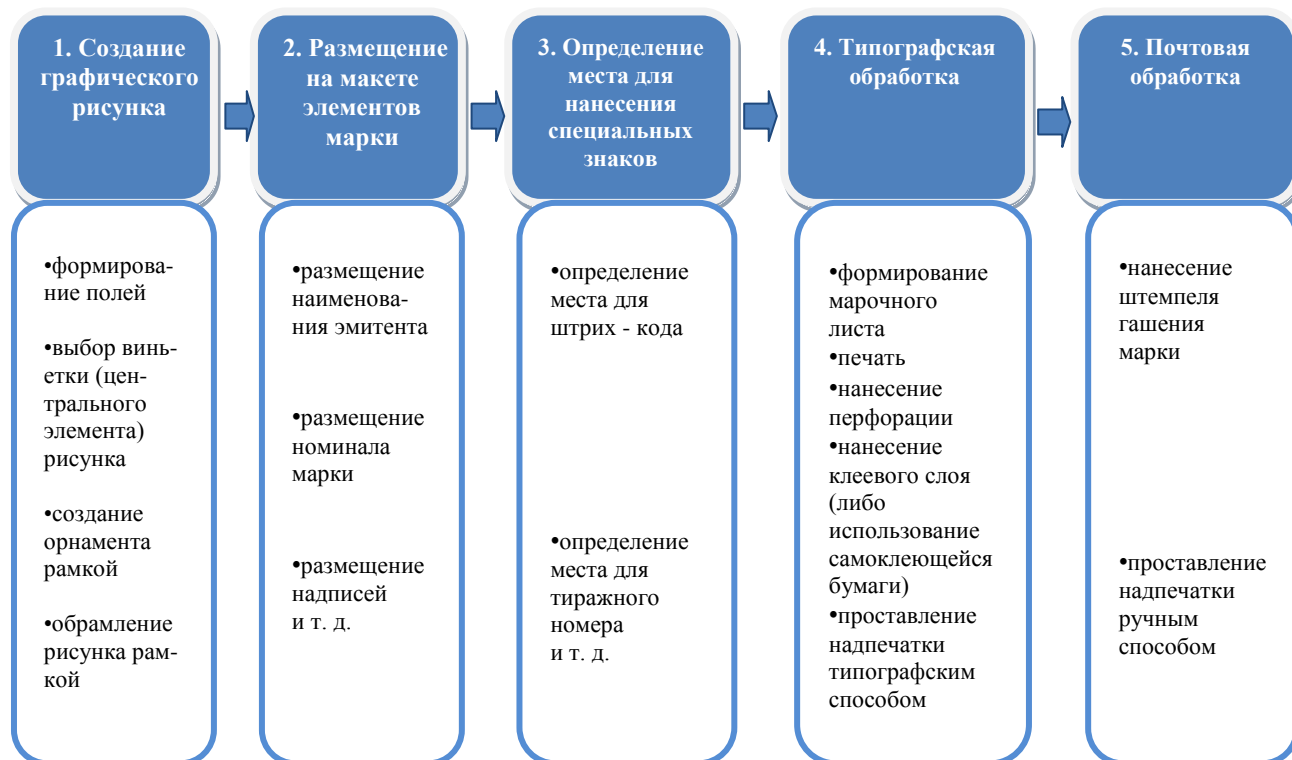 1. Создание
графического
рисунка
2. Размещение
на макете
элементов
марки
3. Определение
места для
нанесения
специальных
знаков
4. Типографская
обработка
5. Почтовая
обработка
•формирова-
ние полей
•выбор винь-
етки (цен-
трального
элемента)
рисунка
•создание
орнамента
рамкой
•обрамление
рисунка рам-
кой
•размещение
наименова-
ния эмитента
•размещение
номинала
марки
•размещение
надписей
и т. д.
•определение
места для
штрих - кода
•определение
места для
тиражного
номера
и т. д.
•формирование
марочного
листа
•печать
•нанесение
перфорации
•нанесение
клеевого слоя
(либо
использование
самоклеющейся
бумаги)
•проставление
надпечатки
типографским
способом
•нанесение
штемпеля
гашения
марки
•проставление
надпечатки
ручным
способом